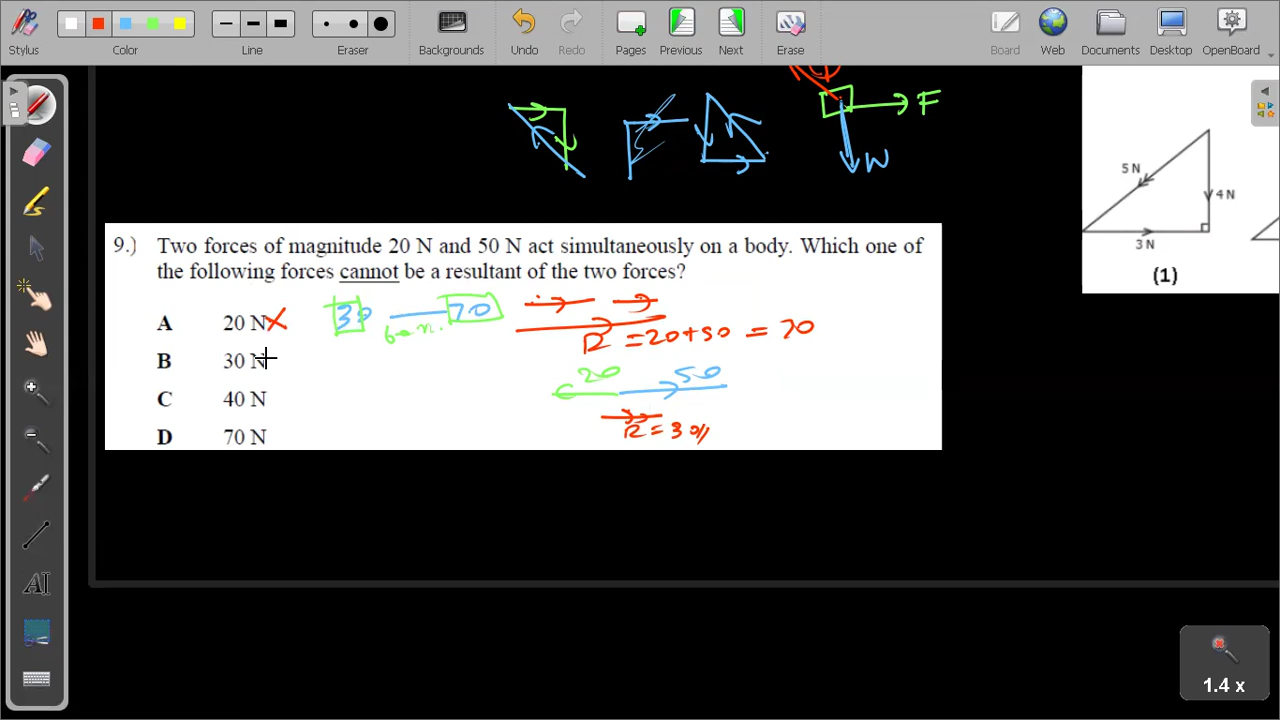 Stylus
Color
Line
Eraser
Backgrounds
Undo
Redo
Pages
Previous
Next
Erase
Board
Web
Documents
Desktop
OpenBoard
F
W
5 N
4 N
3 N
(1)
9.) Two forces of magnitude 20 N and 50 N act simultaneously on a body. Which one of
the following forces cannot be a resultant of the two forces?
A 20 N
30 70
R = 20 + 50 = 70
B 30 N
20 50
C 40 N
R = 30
D 70 N
AI
1.4 x